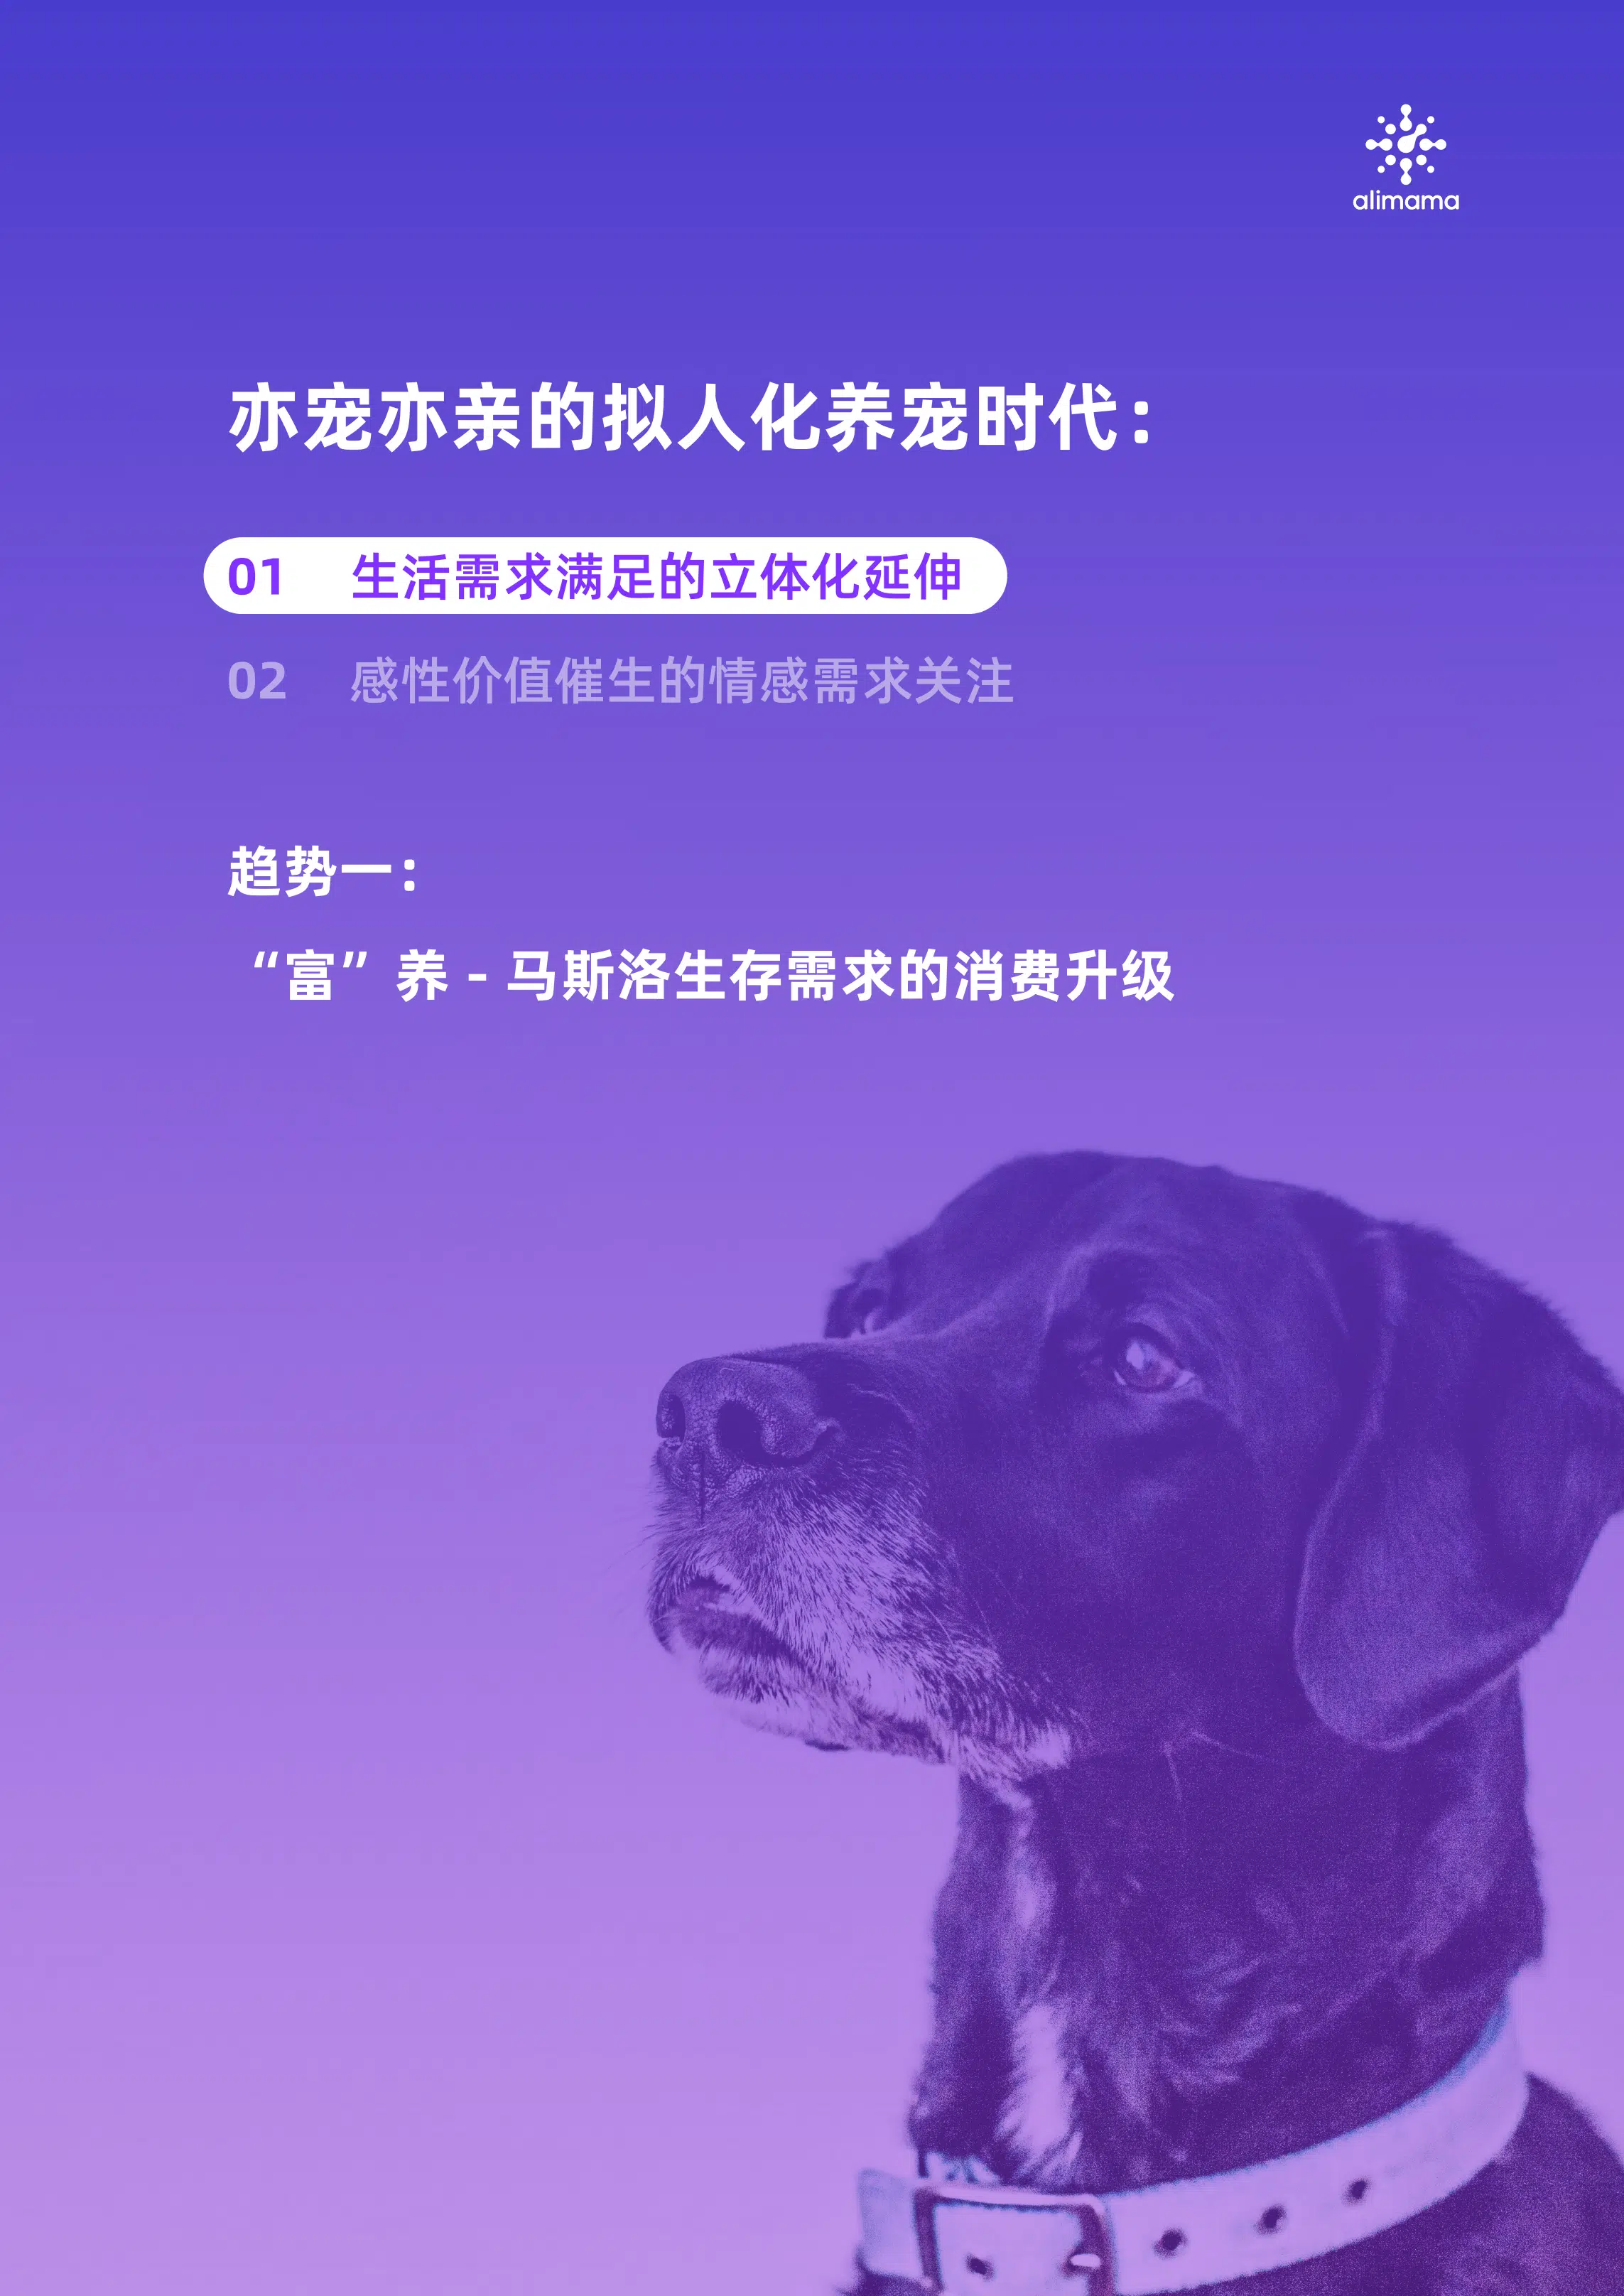 alimama
亦宠亦亲的拟人化养宠时代：
01 生活需求满足的立体化延伸
02 感性价值催生的情感需求关注
趋势一：
“富”养 - 马斯洛生存需求的消费升级